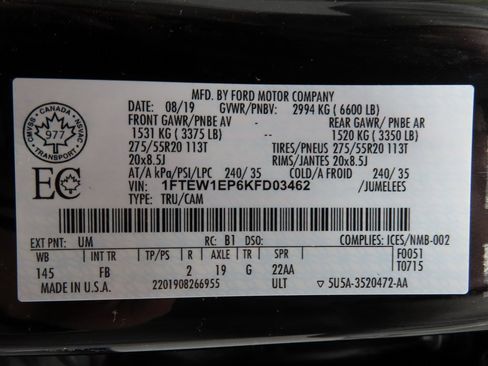 MFD. BY FORD MOTOR COMPANY
DATE: 08/19 GVWR/PNBV: 2994 KG ( 6600 LB)
FRONT GAWR/PNBE AV REAR GAWR/ PNBE AR
1531 KG ( 3375 LB) -- 1520 KG ( 3350 LB)
275/55R20 113T TIRES/PNEUS 275/55R20 113T
20x8.5J RIMS/JANTES 20x8.5J
AT/A kPa/PSI/LPC 240/ 35 COLD/A FROID 240/ 35
VIN: 1FTEW1EP6KFD03462 /JUMELEES
TYPE: TRU/CAM
CMVSS · CANADA · NSVAC
977
TRANSPORT
EC
EXT PNT: UM RC: B1 DSO: COMPLIES: ICES/NMB-002
WB INT TR TP/PS R AXLE TR SPR F0051
145 FB 2 19 G 22AA T0715
MADE IN U.S.A. 2201908266955 ULT ▽ 5U5A-3520472-AA